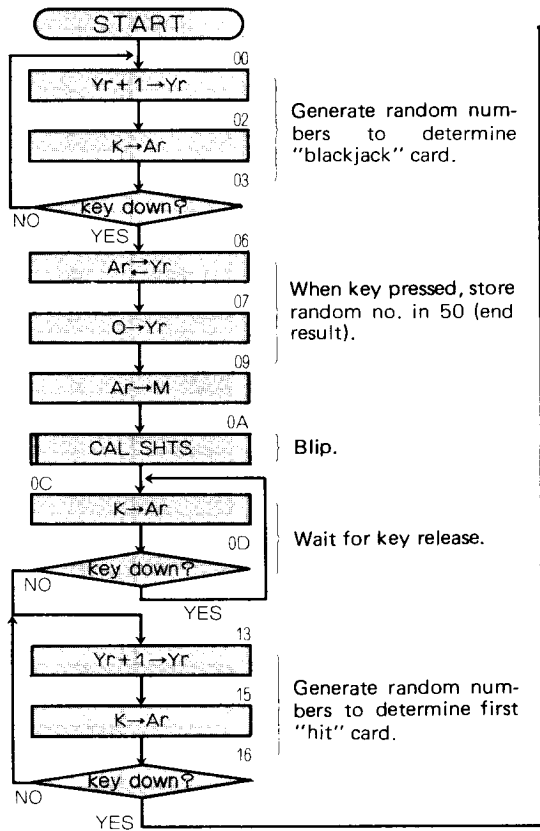 START
00
Yr + 1→Yr
02
K→Ar
Generate random num-
bers to determine
"blackjack" card.
03
key down?
NO
YES
06
Ar⇄Yr
07
O→Yr
When key pressed, store
random no. in 50 (end
result).
09
Ar→M
0A
CAL SHTS
Blip.
0C
K→Ar
0D
Wait for key release.
key down?
NO
YES
13
Yr + 1→Yr
15
K→Ar
Generate random num-
bers to determine first
"hit" card.
16
key down?
NO
YES